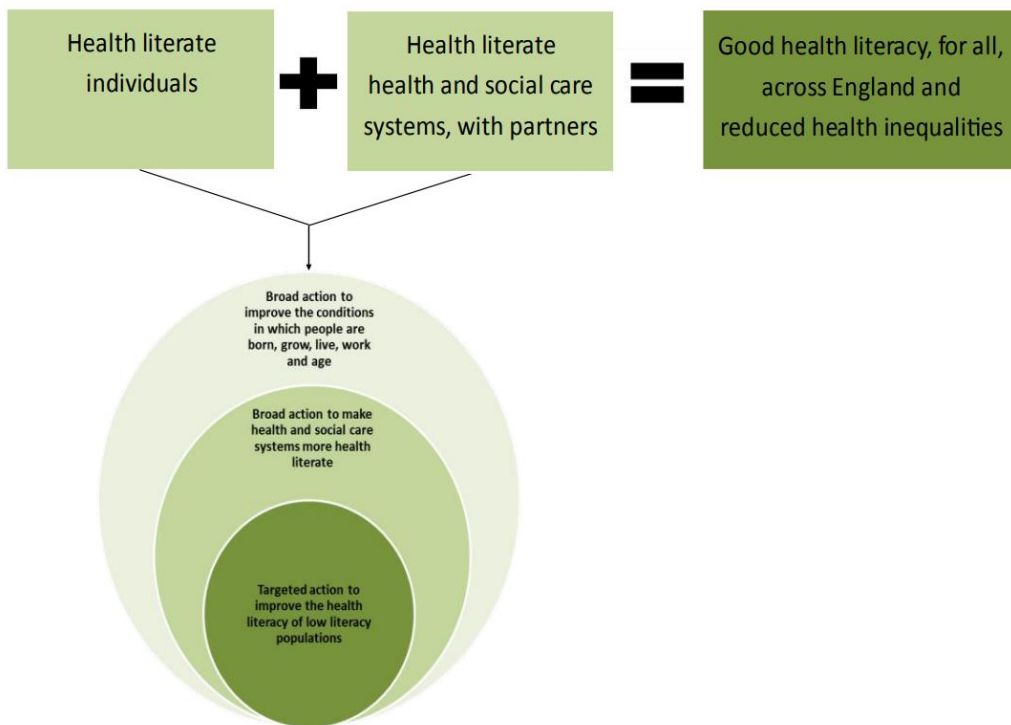 Health literate
individuals
Health literate
health and social care
systems, with partners
Good health literacy, for all,
across England and
reduced health inequalities
Broad action to
improve the conditions
in which people are
born, grow, live, work
and age
Broad action to make
health and social care
systems more health
literate
Targeted action to
improve the health
literacy of low literacy
populations